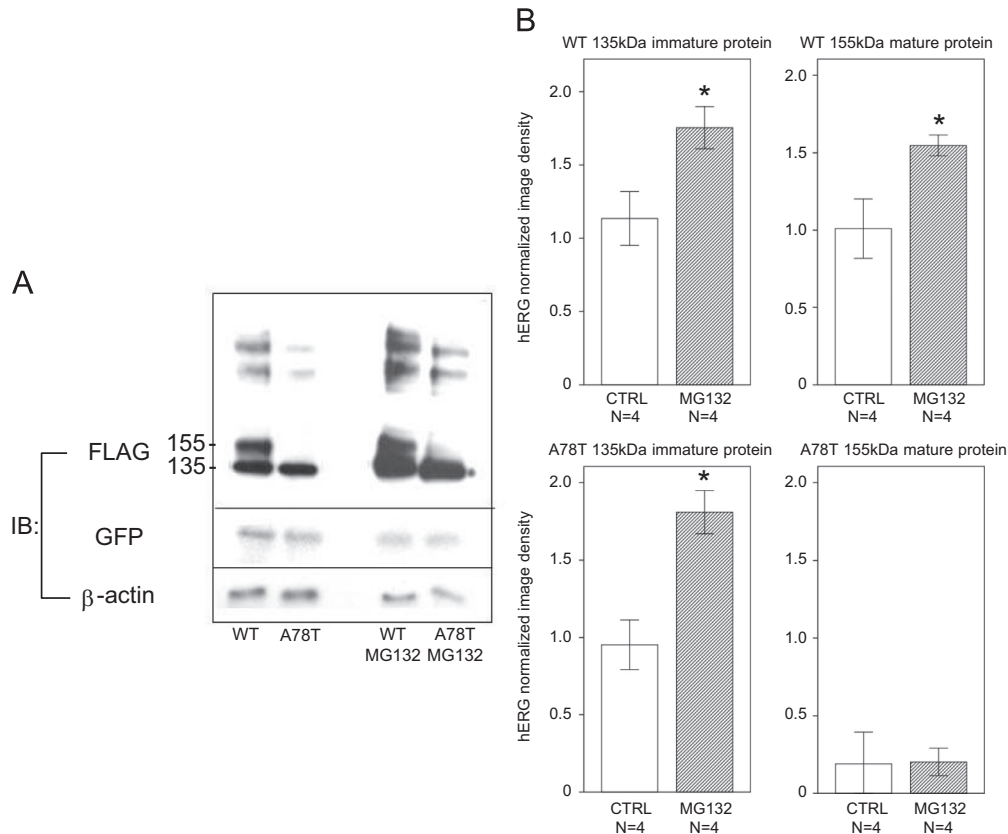 A
IB:
FLAG
155
135
GFP
β-actin
WT
A78T
WT
MG132
A78T
MG132
B
WT 135kDa immature protein
hERG normalized image density
2.0
1.5
1.0
0.5
0
*
CTRL
N=4
MG132
N=4
WT 155kDa mature protein
2.0
1.5
1.0
0.5
0
*
CTRL
N=4
MG132
N=4
A78T 135kDa immature protein
hERG normalized image density
2.0
1.5
1.0
0.5
0
*
CTRL
N=4
MG132
N=4
A78T 155kDa mature protein
2.0
1.5
1.0
0.5
0
CTRL
N=4
MG132
N=4